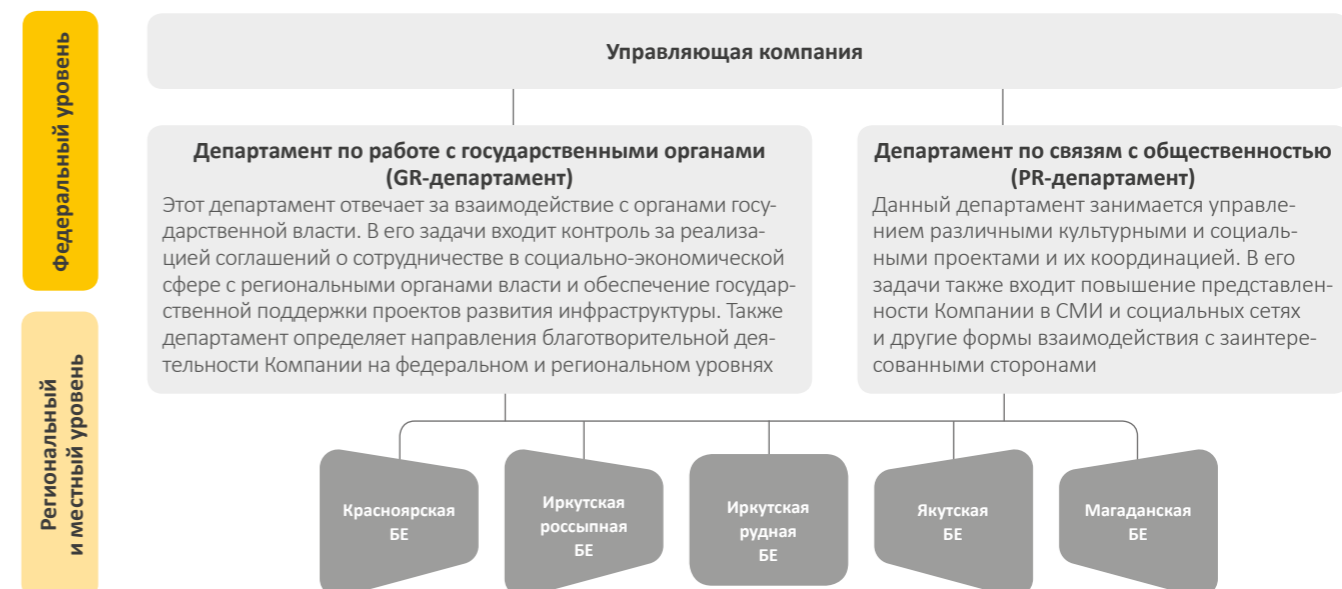 Федеральный уровень
Управляющая компания
Департамент по работе с государственными органами
(GR-департамент)
Этот департамент отвечает за взаимодействие с органами госу-
дарственной власти. В его задачи входит контроль за реализа-
цией соглашений о сотрудничестве в социально-экономической
сфере с региональными органами власти и обеспечение государ-
ственной поддержки проектов развития инфраструктуры. Также
департамент определяет направления благотворительной дея-
тельности Компании на федеральном и региональном уровнях
Департамент по связям с общественностью
(PR-департамент)
Данный департамент занимается управле-
нием различными культурными и социаль-
ными проектами и их координацией. В его
задачи также входит повышение представлен-
ности Компании в СМИ и социальных сетях
и другие формы взаимодействия с заинтере-
сованными сторонами
Региональный
и местный уровень
Красноярская
БЕ
Иркутская
россыпная
БЕ
Иркутская
рудная
БЕ
Якутская
БЕ
Магаданская
БЕ